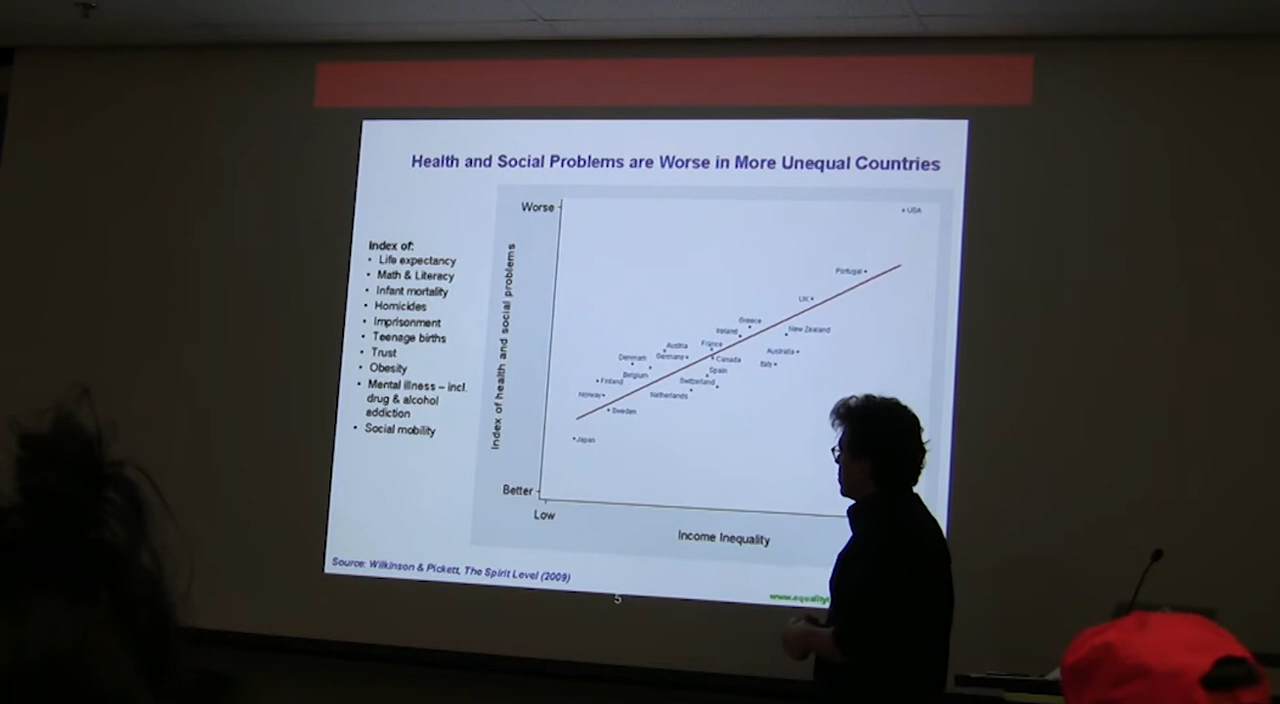 Health and Social Problems are Worse in More Unequal Countries
Index of:
• Life expectancy
• Math & Literacy
• Infant mortality
• Homicides
• Imprisonment
• Teenage births
• Trust
• Obesity
• Mental illness – incl.
drug & alcohol
addiction
• Social mobility
Index of health and social problems
Worse
Better
USA
Portugal
UK
Greece
New Zealand
Ireland
Austria
France
Australia
Denmark
Germany
Canada
Italy
Belgium
Spain
Finland
Switzerland
Norway
Netherlands
Sweden
Japan
Low
Income Inequality
Source: Wilkinson & Pickett, The Spirit Level (2009)
www.equality
5